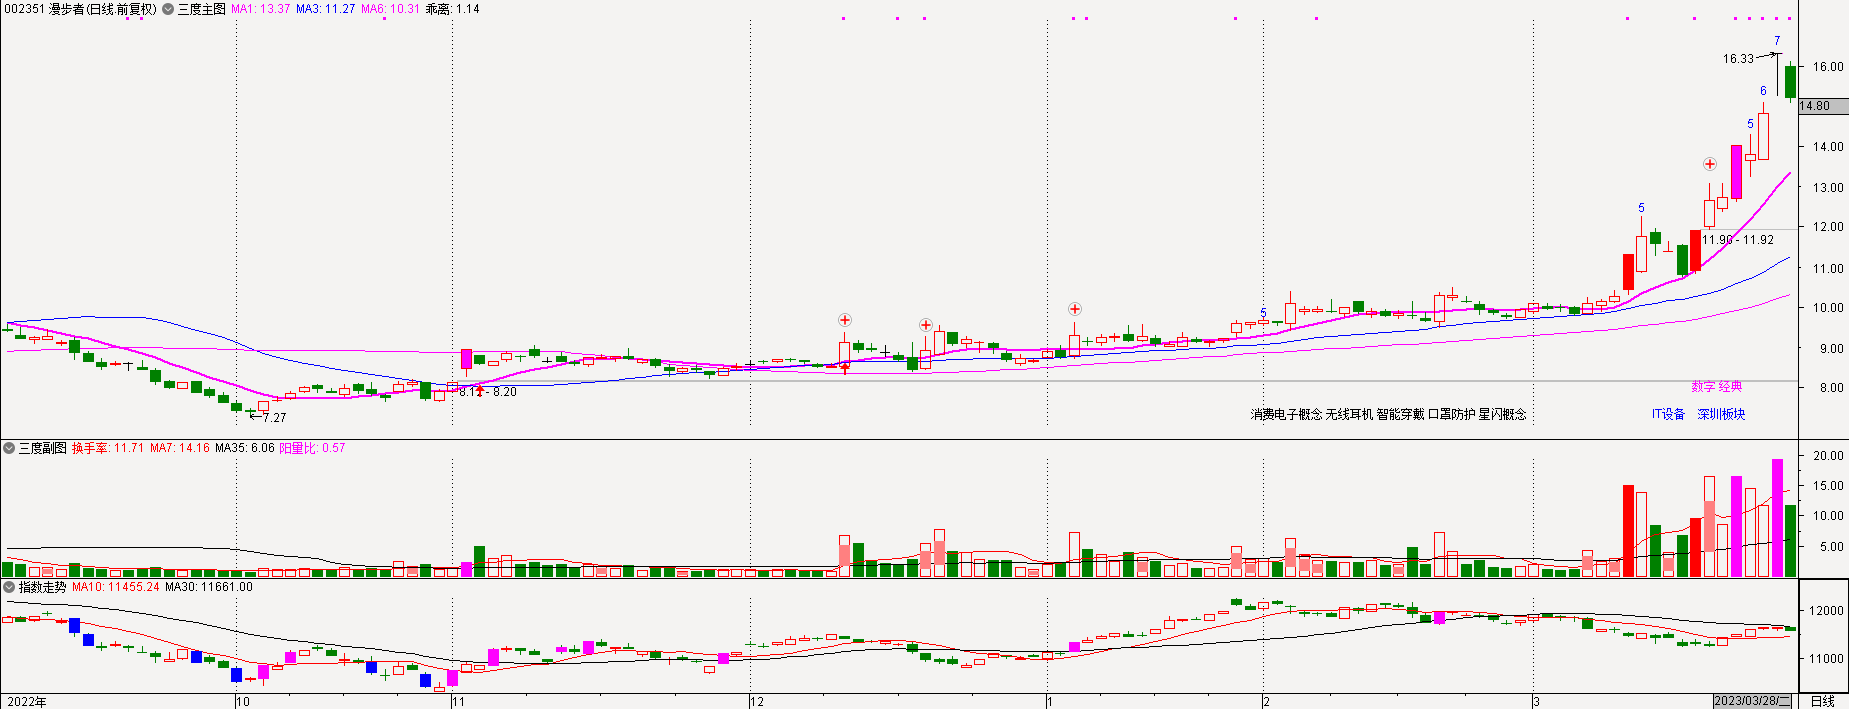 002351 漫步者(日线.前复权) 三度主图 MA1: 13.37 MA3: 11.27 MA6: 10.31 乖离: 1.14
7
16.33
16.00
6
14.80
5
14.00
13.00
5
12.00
11.90 - 11.92
11.00
10.00
5
9.00
8.00
数字 经典
8.12 - 8.20
7.27
消费电子概念 无线耳机 智能穿戴 口罩防护 星闪概念 IT设备 深圳板块
三度副图 换手率: 11.71 MA7: 14.16 MA35: 6.06 阳量比: 0.57
20.00
15.00
10.00
5.00
指数走势 MA10: 11455.24 MA30: 11661.00
12000
11000
2022年 10 11 12 1 2 3 2023/03/28/二 日线